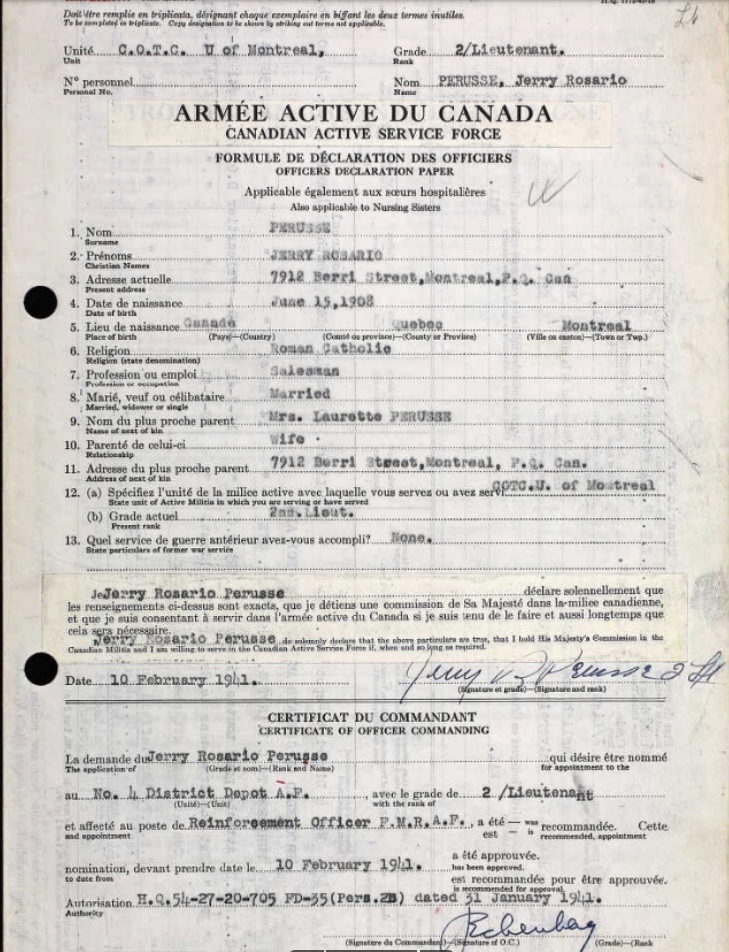 Doit être remplie en triplicata, désignant chaque exemplaire en biffant les deux termes inutiles.
To be completed in triplicate. Copy designation to be shown by striking out terms not applicable.
Lt
Unité C.O.T.C. U of Montreal, Grade 2/Lieutenant.
Unit Rank
N° personnel Nom PERUSSE, Jerry Rosario
Personal No. Name
ARMÉE ACTIVE DU CANADA
CANADIAN ACTIVE SERVICE FORCE
FORMULE DE DÉCLARATION DES OFFICIERS
OFFICERS DECLARATION PAPER
Applicable également aux sœurs hospitalières
Also applicable to Nursing Sisters
1. Nom PERUSSE
Surname
2. Prénoms JERRY ROSARIO
Christian Names
3. Adresse actuelle 7912 Berri Street, Montreal, P.Q. Can
Present address
4. Date de naissance June 15, 1908
Date of birth
5. Lieu de naissance Canada Quebec Montreal
Place of birth (Pays)—(Country) (Comté ou province)—(County or Province) (Ville ou canton)—(Town or Twp.)
6. Religion Roman Catholic
Religion (state denomination)
7. Profession ou emploi Salesman
Profession or occupation
8. Marié, veuf ou célibataire Married
Married, widower or single
9. Nom du plus proche parent Mrs. Laurette PERUSSE
Name of next of kin
10. Parenté de celui-ci Wife
Relationship
11. Adresse du plus proche parent 7912 Berri Street, Montreal, P.Q. Can.
Address of next of kin
12. (a) Spécifiez l'unité de la milice active avec laquelle vous servez ou avez servi COTC.U. of Montreal
State unit of Active Militia in which you are serving or have served
(b) Grade actuel 2nd. Lieut.
Present rank
13. Quel service de guerre antérieur avez-vous accompli? None.
State particulars of former war service
Je Jerry Rosario Perusse déclare solennellement que
les renseignements ci-dessus sont exacts, que je détiens une commission de Sa Majesté dans la milice canadienne,
et que je suis consentant à servir dans l'armée active du Canada si je suis tenu de le faire et aussi longtemps que
cela sera nécessaire.
Jerry Rosario Perusse do solemnly declare that the above particulars are true, that I hold His Majesty's Commission in the
Canadian Militia and I am willing to serve in the Canadian Active Service Force if, when and so long as required.
Date 10 February 1941. Jerry R Perusse 2 Lt
(Signature et grade)—(Signature and rank)
CERTIFICAT DU COMMANDANT
CERTIFICATE OF OFFICER COMMANDING
La demande du Jerry Rosario Perusse qui désire être nommé
The application of (Grade et nom)—(Rank and Name) for appointment to the
au No. 4 District Depot A.F. , avec le grade de 2 /Lieutenant
(Unité)—(Unit) with the rank of
et affecté au poste de Reinforcement Officer F.M.R.A.F. , a été — was recommandée. Cette
and appointment est — is recommended, appointment
nomination, devant prendre date le 10 February 1941. a été approuvée.
to date from has been approved.
est recommandée pour être approuvée.
is recommended for approval.
Autorisation H.Q.54-27-20-705 FD-35(Pers.2B) dated 31 January 1941.
Authority
(Signature du Commandant)—(Signature of O.C.) (Grade)—(Rank